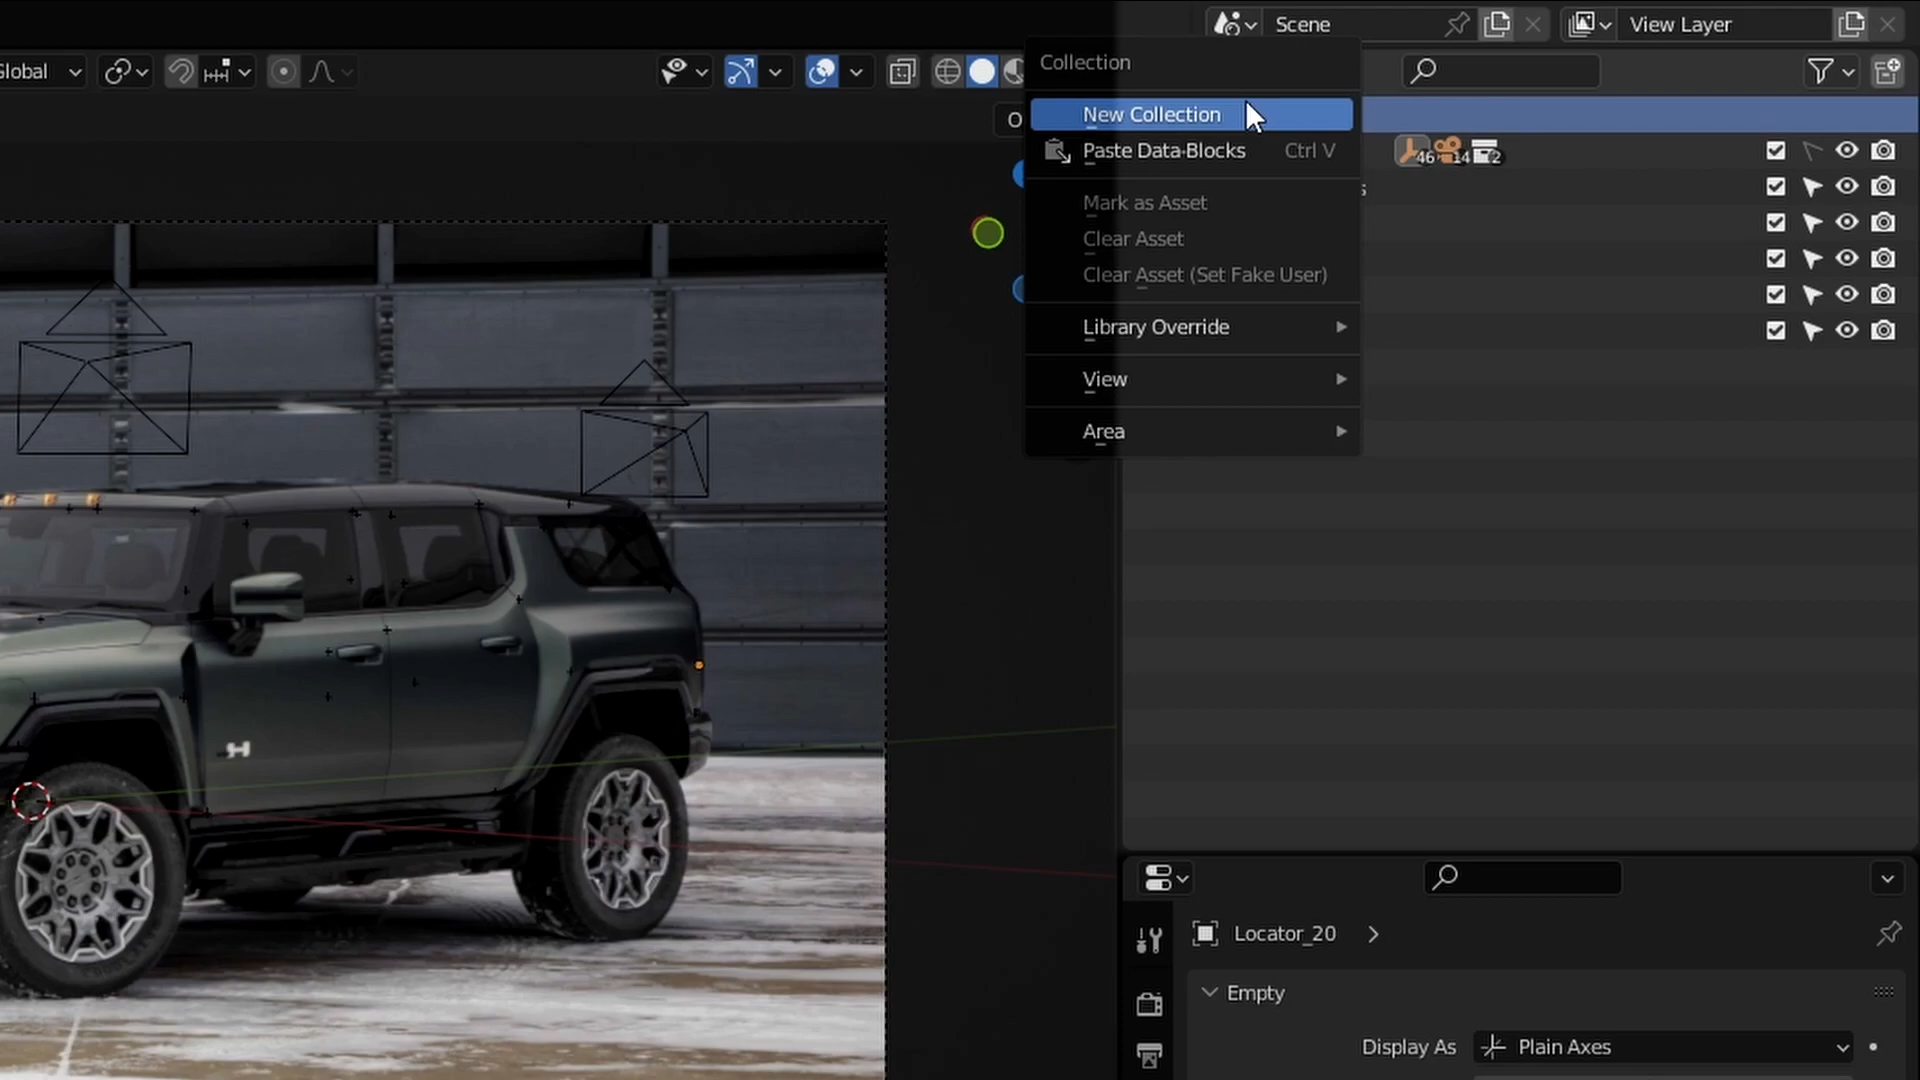 Scene
View Layer
Global
Collection
New Collection
Paste Data-Blocks Ctrl V
46 14 2
Mark as Asset
s
Clear Asset
Clear Asset (Set Fake User)
Library Override
View
Area
Locator_20
Empty
Display As Plain Axes